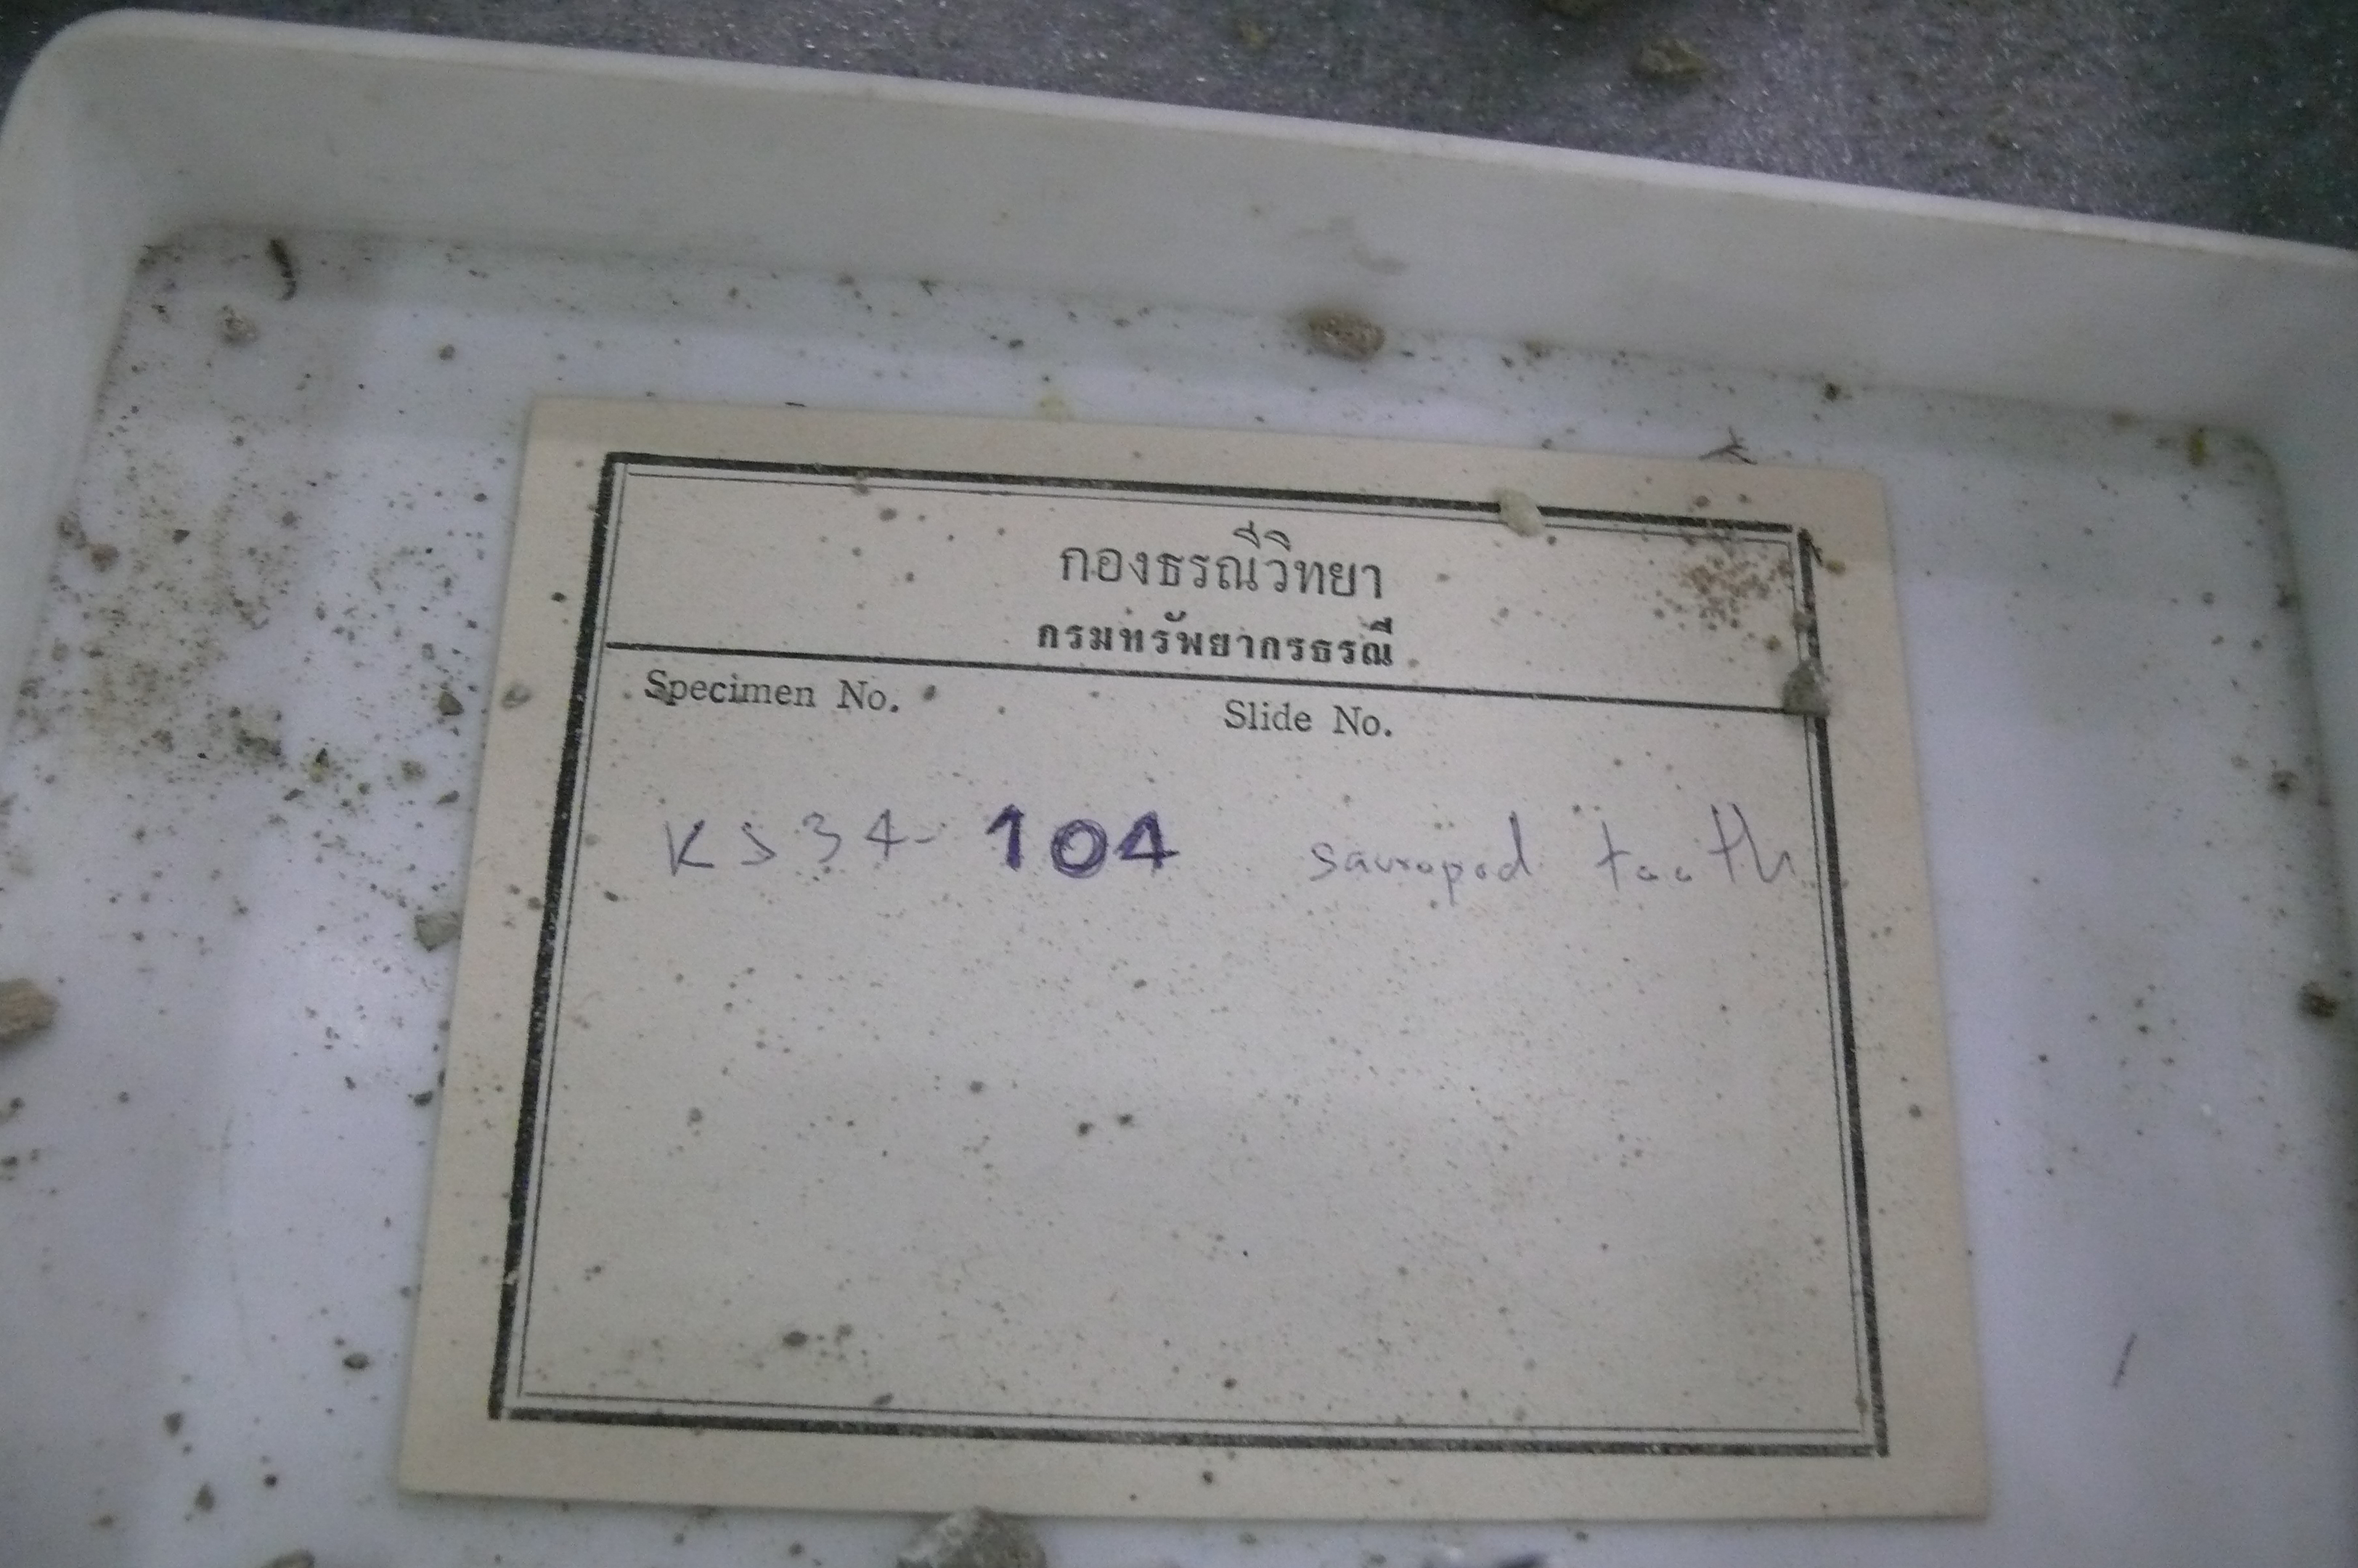 กองธรณีวิทยา
กรมทรัพยากรธรณี
Specimen No. Slide No.
KS34-104 sauropod tooth